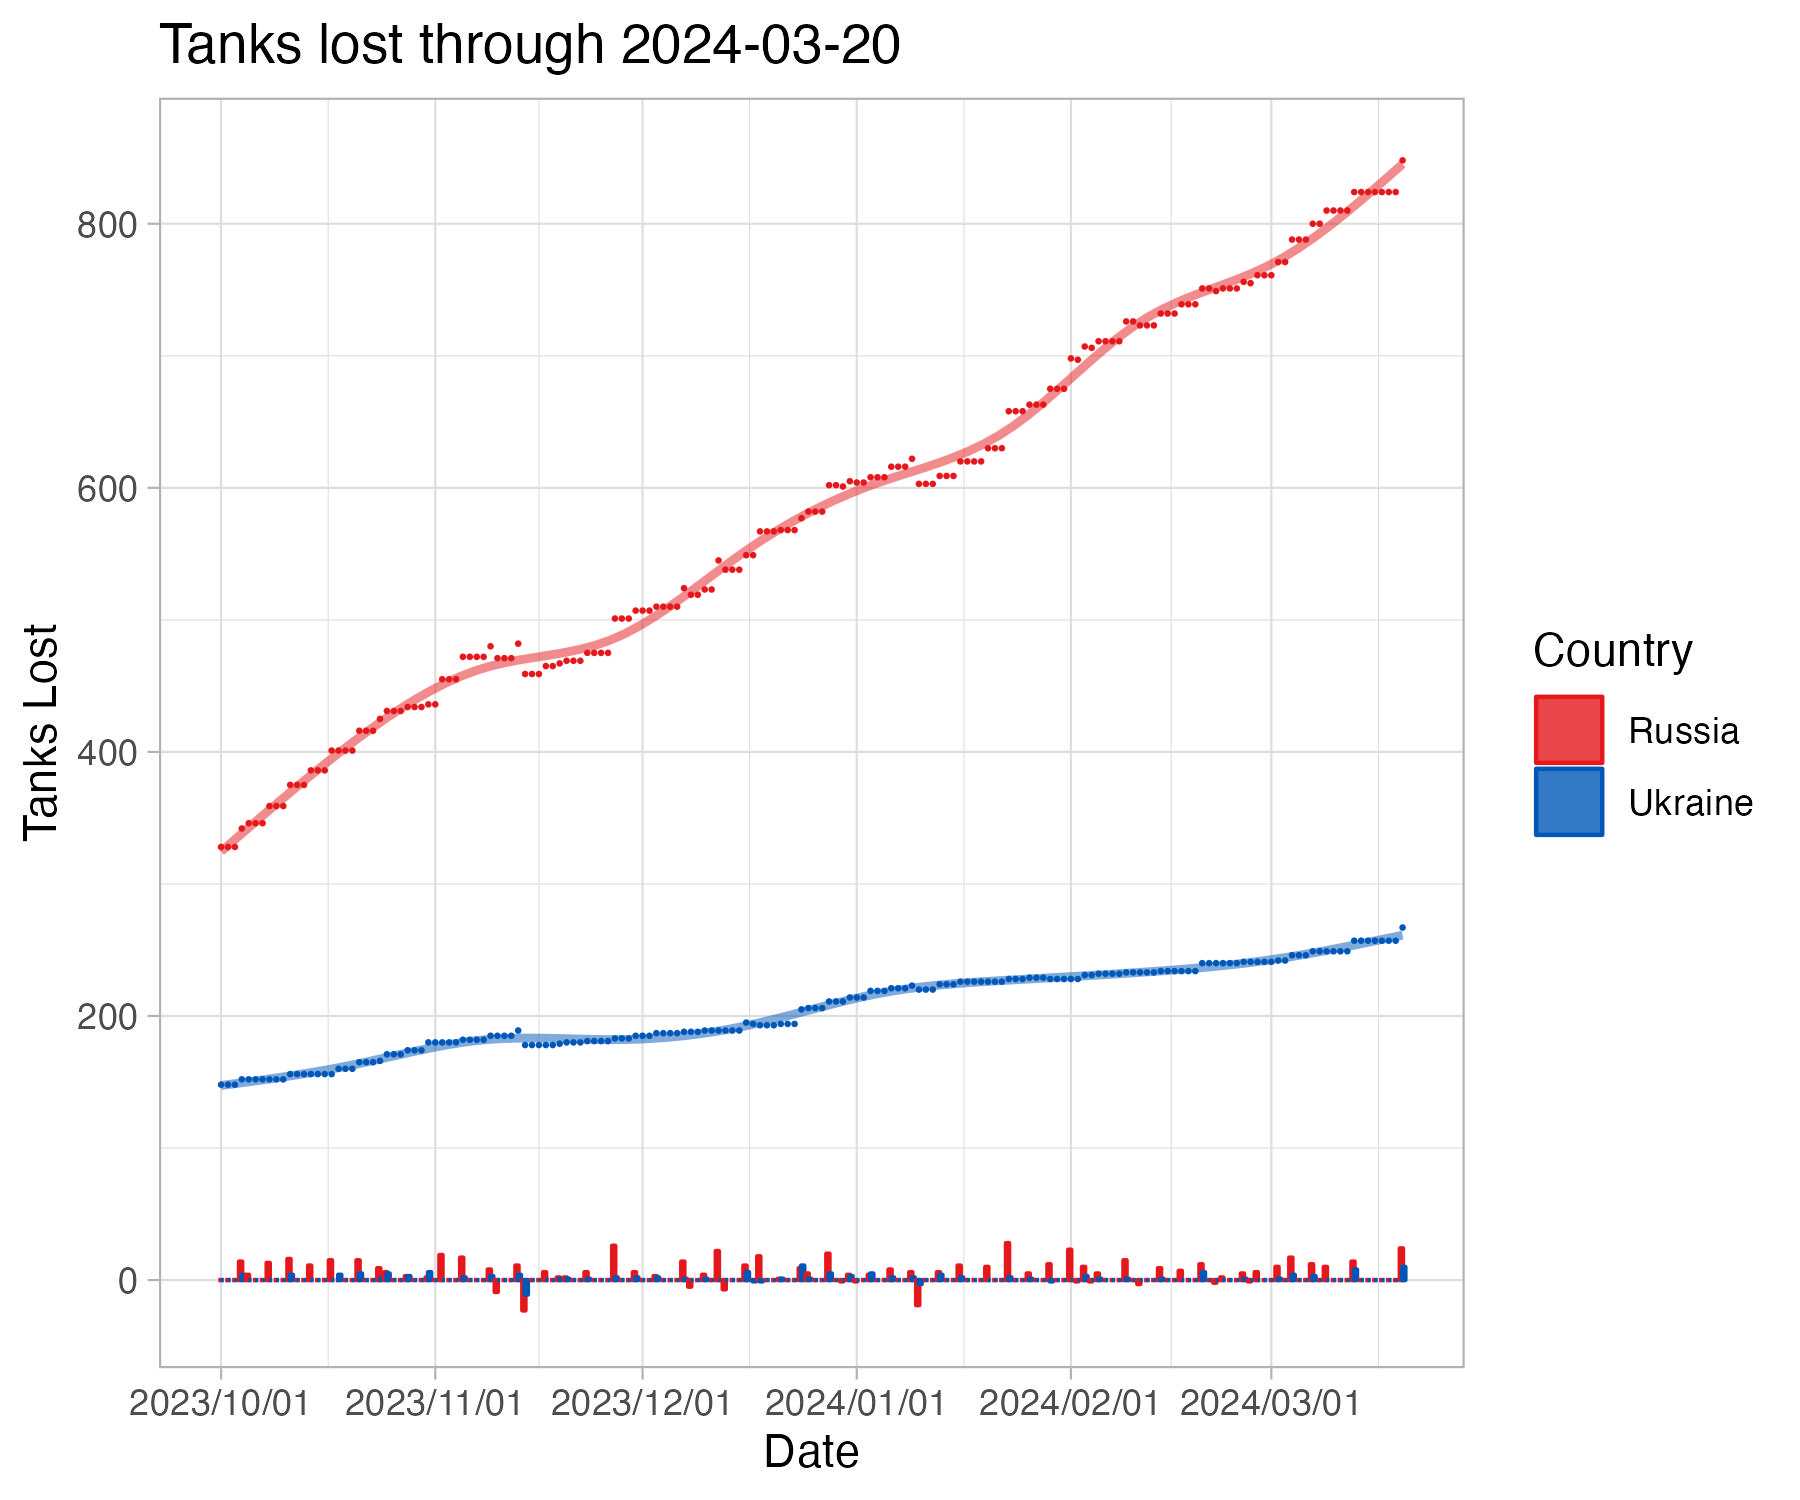 Tanks lost through 2024-03-20
Tanks Lost
800
600
400
200
0
2023/10/01 2023/11/01 2023/12/01 2024/01/01 2024/02/01 2024/03/01
Date
Country
Russia
Ukraine